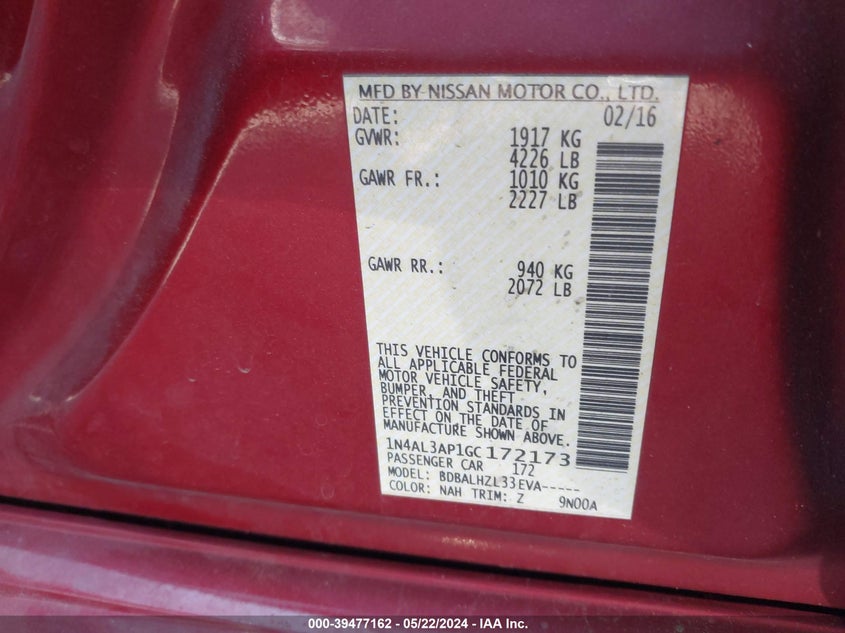 MFD BY NISSAN MOTOR CO., LTD.
DATE: 02/16
GVWR: 1917 KG
4226 LB
GAWR FR.: 1010 KG
2227 LB
GAWR RR.: 940 KG
2072 LB
THIS VEHICLE CONFORMS TO
ALL APPLICABLE FEDERAL
MOTOR VEHICLE SAFETY,
BUMPER, AND THEFT
PREVENTION STANDARDS IN
EFFECT ON THE DATE OF
MANUFACTURE SHOWN ABOVE.
1N4AL3AP1GC172173
PASSENGER CAR 172
MODEL: BDBALHZL33EVA-----
COLOR: NAH TRIM: Z 9N00A
000-39477162 - 05/22/2024 - IAA Inc.